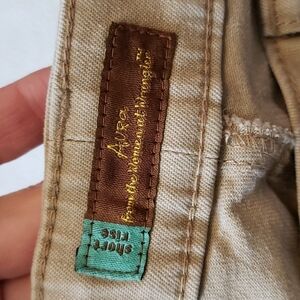 Aura
from the Women at Wrangler™
short
rise